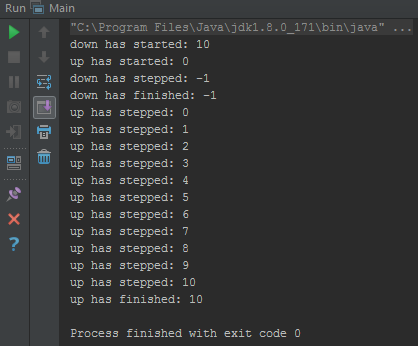 Run Main
"C:\Program Files\Java\jdk1.8.0_171\bin\java" ...
down has started: 10
up has started: 0
down has stepped: -1
down has finished: -1
up has stepped: 0
up has stepped: 1
up has stepped: 2
up has stepped: 3
up has stepped: 4
up has stepped: 5
up has stepped: 6
up has stepped: 7
up has stepped: 8
up has stepped: 9
up has stepped: 10
up has finished: 10
Process finished with exit code 0